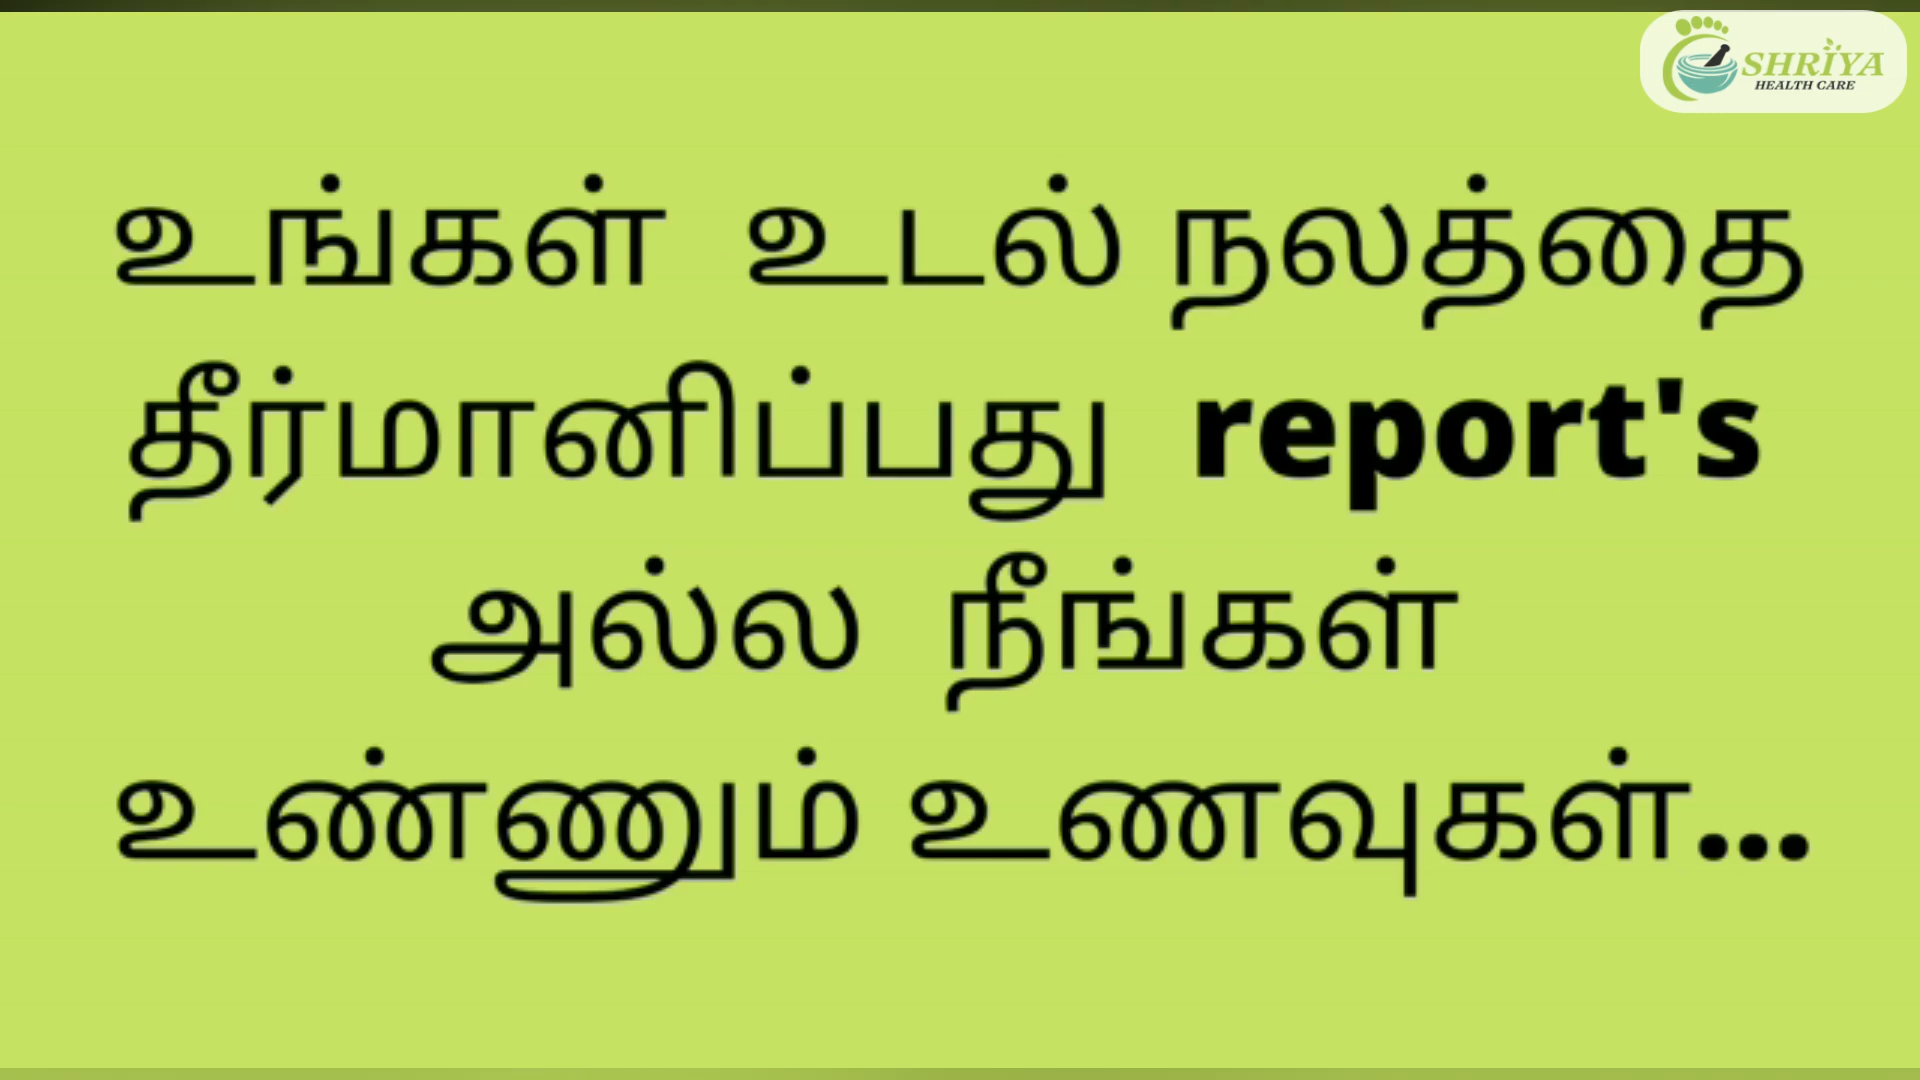 SHRIYA
HEALTH CARE
உங்கள் உடல் நலத்தை
தீர்மானிப்பது report's
அல்ல நீங்கள்
உண்ணும் உணவுகள்...